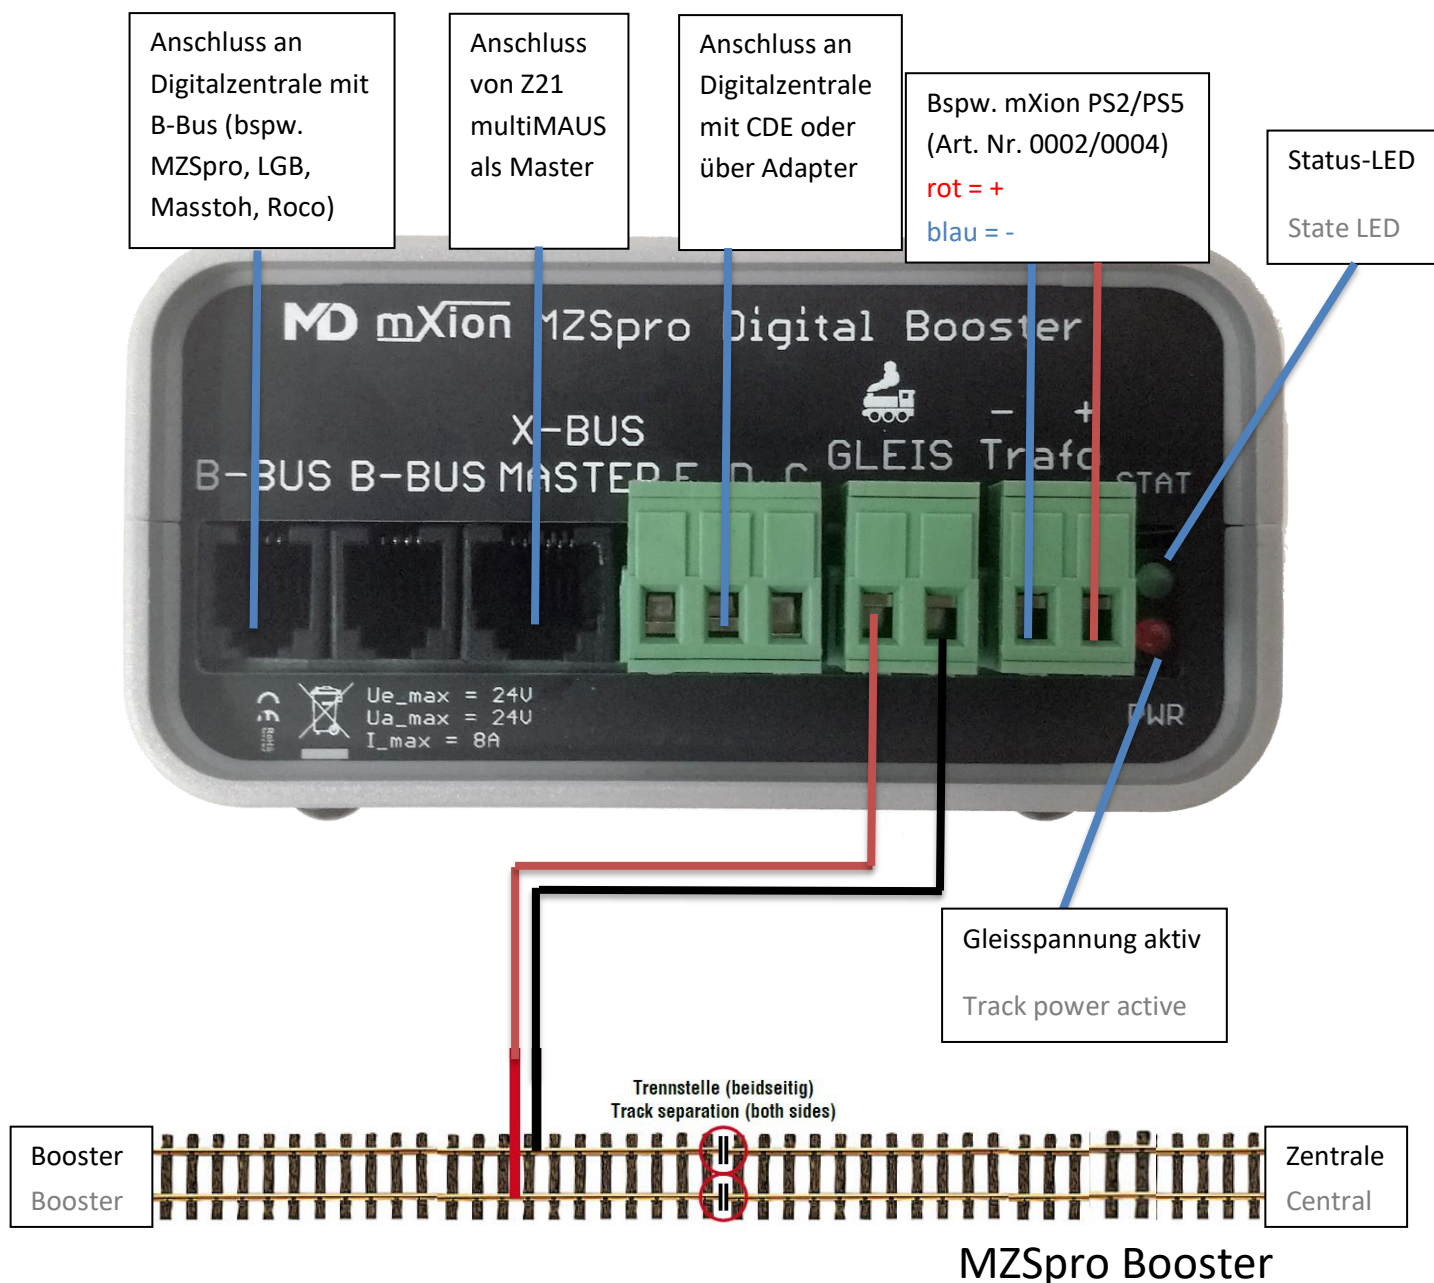 Anschluss an
Digitalzentrale mit
B-Bus (bspw.
MZSpro, LGB,
Masstoh, Roco)
Anschluss
von Z21
multiMAUS
als Master
Anschluss an
Digitalzentrale
mit CDE oder
über Adapter
Bspw. mXion PS2/PS5
(Art. Nr. 0002/0004)
rot = +
blau = -
Status-LED
State LED
MD mXion MZSpro Digital Booster
- +
X-BUS
GLEIS Trafo
B-BUS B-BUS MASTER E D C
STAT
CE
Ue_max = 24V
Ua_max = 24V
I_max = 8A
PWR
Gleisspannung aktiv
Track power active
Trennstelle (beidseitig)
Track separation (both sides)
Booster
Booster
Zentrale
Central
MZSpro Booster